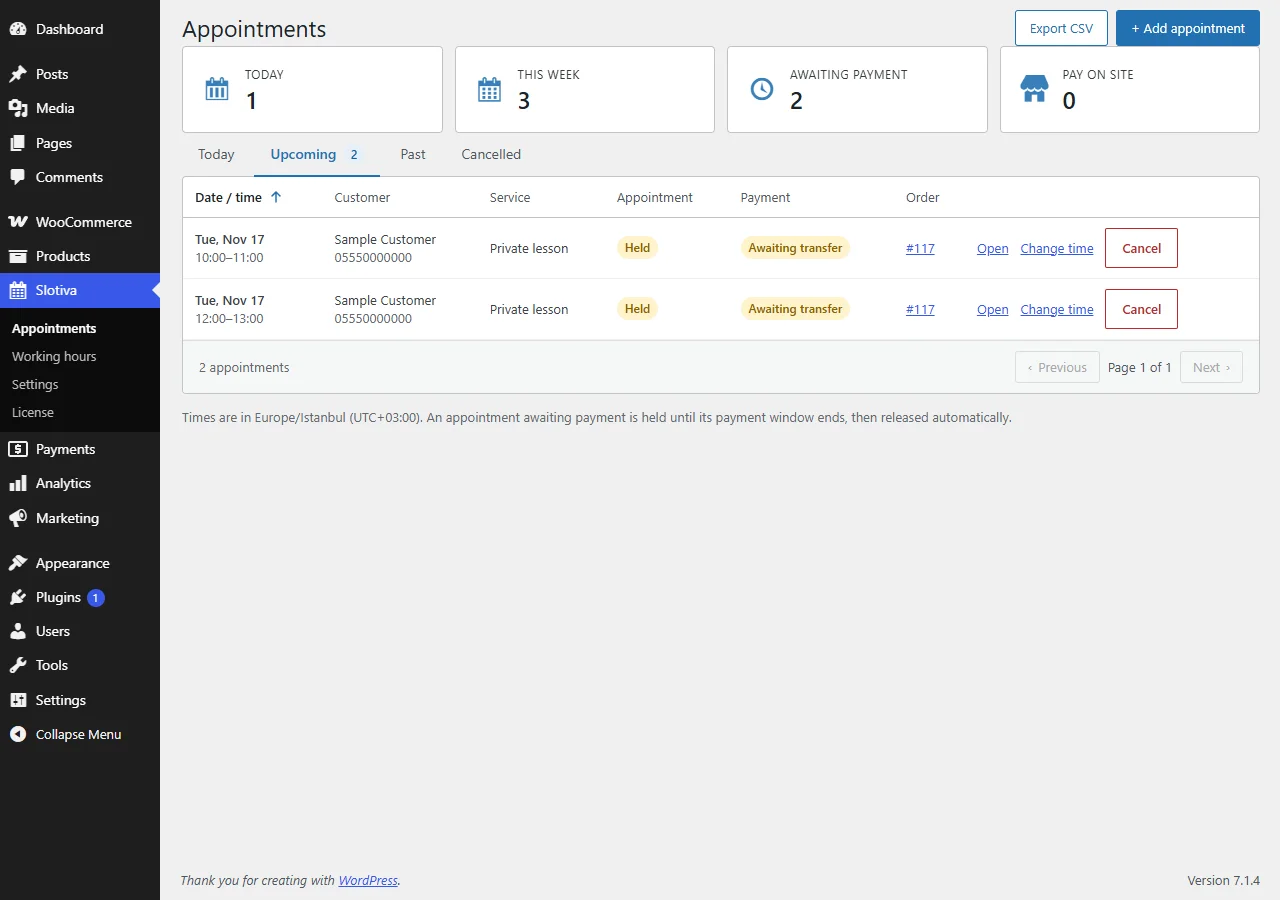 Dashboard
Posts
Media
Pages
Comments
WooCommerce
Products
Slotiva
Appointments
Working hours
Settings
License
Payments
Analytics
Marketing
Appearance
Plugins 1
Users
Tools
Settings
Collapse Menu
Appointments
Export CSV
+ Add appointment
TODAY
1
THIS WEEK
3
AWAITING PAYMENT
2
PAY ON SITE
0
Today Upcoming 2 Past Cancelled
Date / time ↑ Customer Service Appointment Payment Order
Tue, Nov 17
10:00–11:00
Sample Customer
05550000000
Private lesson Held Awaiting transfer #117 Open Change time Cancel
Tue, Nov 17
12:00–13:00
Sample Customer
05550000000
Private lesson Held Awaiting transfer #117 Open Change time Cancel
2 appointments ‹ Previous Page 1 of 1 Next ›
Times are in Europe/Istanbul (UTC+03:00). An appointment awaiting payment is held until its payment window ends, then released automatically.
Thank you for creating with WordPress. Version 7.1.4